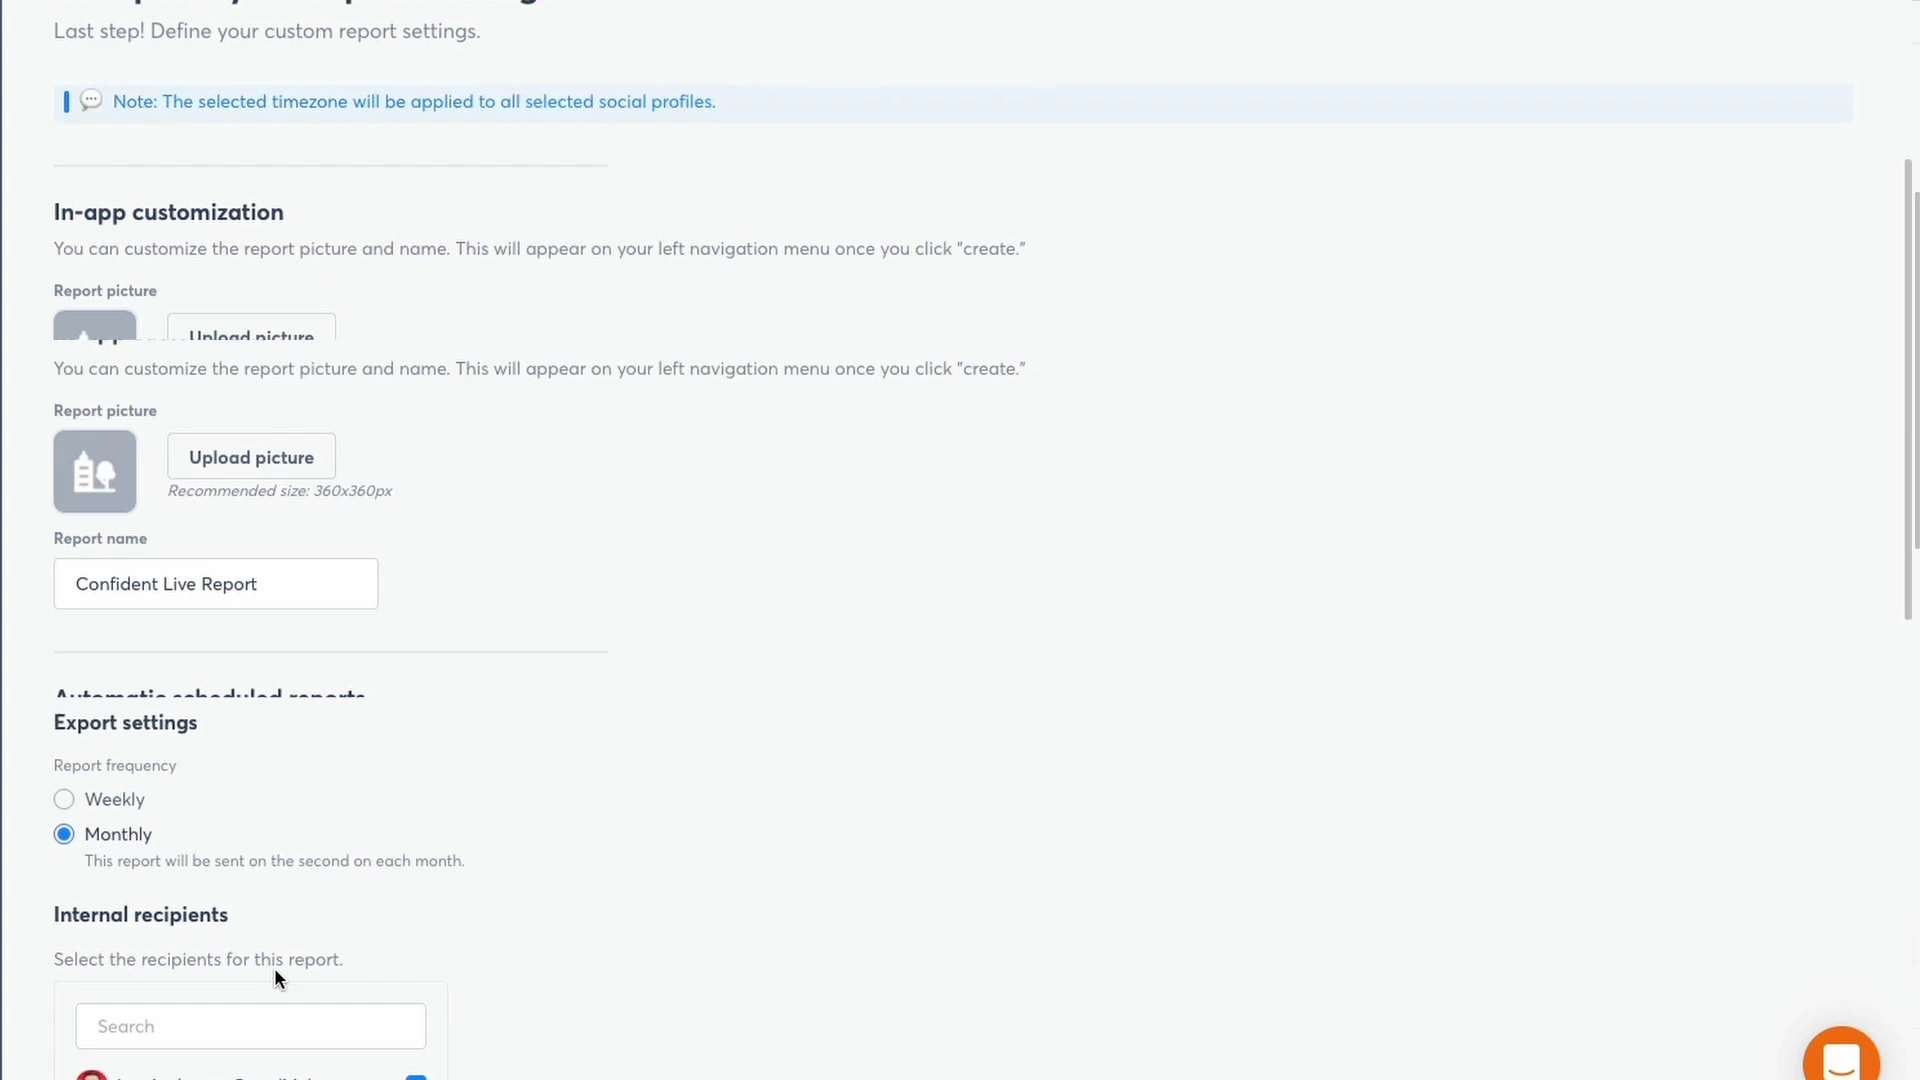 Last step! Define your custom report settings.
Note: The selected timezone will be applied to all selected social profiles.
In-app customization
You can customize the report picture and name. This will appear on your left navigation menu once you click "create."
Report picture
Upload picture
You can customize the report picture and name. This will appear on your left navigation menu once you click "create."
Report picture
Upload picture
Recommended size: 360x360px
Report name
Confident Live Report
Automatic scheduled reports
Export settings
Report frequency
Weekly
Monthly
This report will be sent on the second on each month.
Internal recipients
Select the recipients for this report.
Search